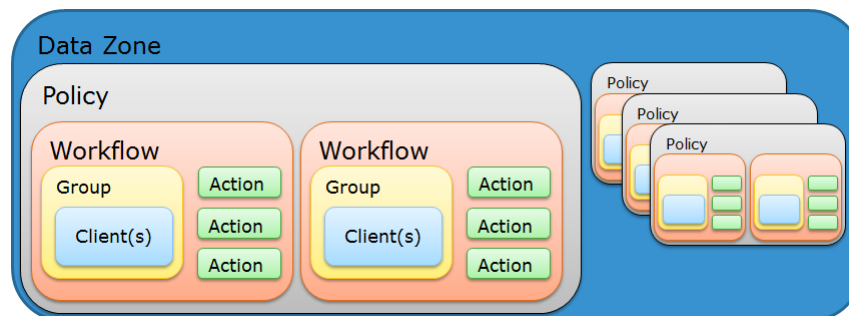 Data Zone
Policy
Workflow
Group
Client(s)
Action
Action
Action
Workflow
Group
Client(s)
Action
Action
Action
Policy
Policy
Policy